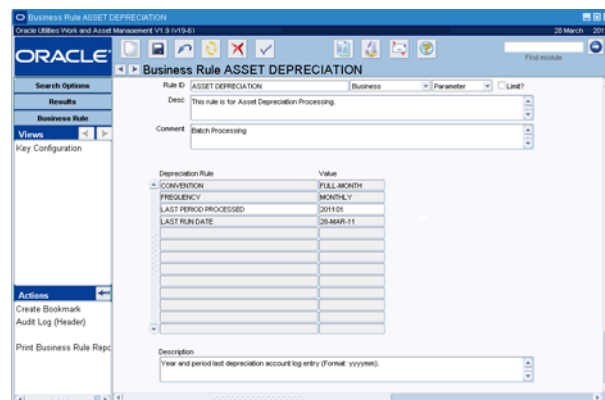 Business Rule ASSET DEPRECIATION
Oracle Utilities Work and Asset Management V1.9 (v19-6)
28 March 201
ORACLE
Find module
Business Rule ASSET DEPRECIATION
Search Options
Results
Business Rule
Views
Key Configuration
Rule ID ASSET DEPRECIATION Business Parameter Limit?
Desc This rule is for Asset Depreciation Processing.
Comment Batch Processing
Depreciation Rule Value
CONVENTION FULL-MONTH
FREQUENCY MONTHLY
LAST PERIOD PROCESSED 201101
LAST RUN DATE 28-MAR-11
Actions
Create Bookmark
Audit Log (Header)
Print Business Rule Repo
Description
Year and period last depreciation account log entry (Format: yyyymm).